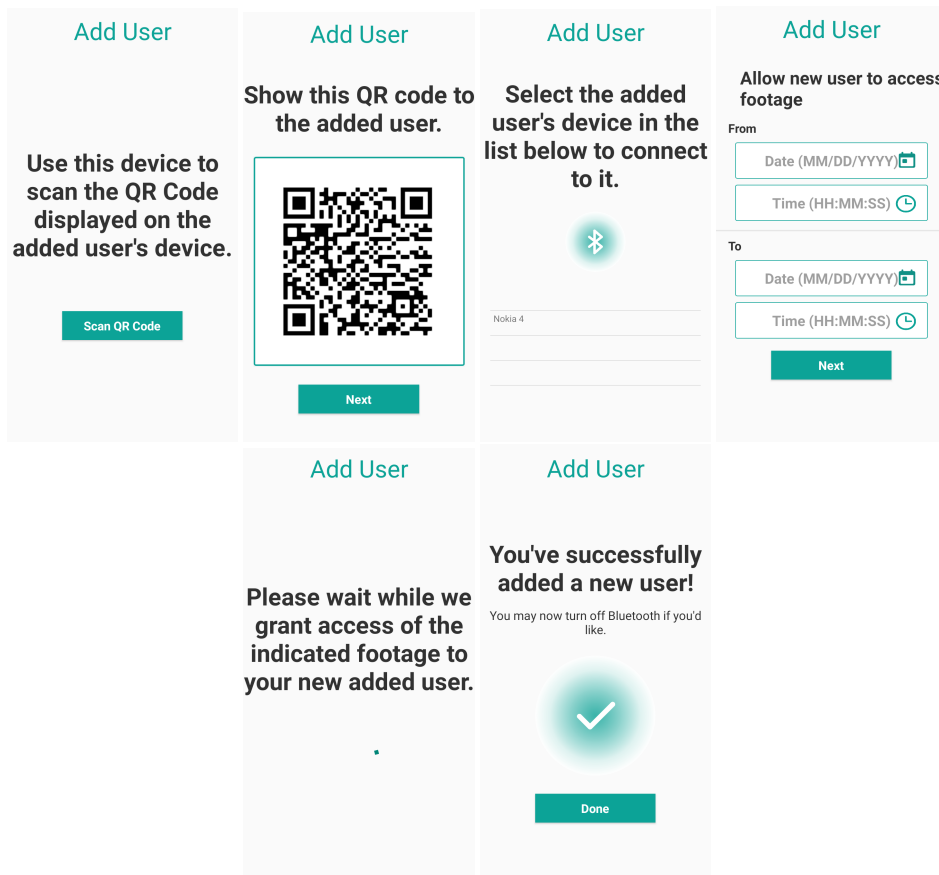 Add User
Use this device to
scan the QR Code
displayed on the
added user's device.
Scan QR Code
Add User
Show this QR code to
the added user.
Next
Add User
Select the added
user's device in the
list below to connect
to it.
Nokia 4
Add User
Allow new user to access
footage
From
Date (MM/DD/YYYY)
Time (HH:MM:SS)
To
Date (MM/DD/YYYY)
Time (HH:MM:SS)
Next
Add User
Please wait while we
grant access of the
indicated footage to
your new added user.
Add User
You've successfully
added a new user!
You may now turn off Bluetooth if you'd
like.
Done